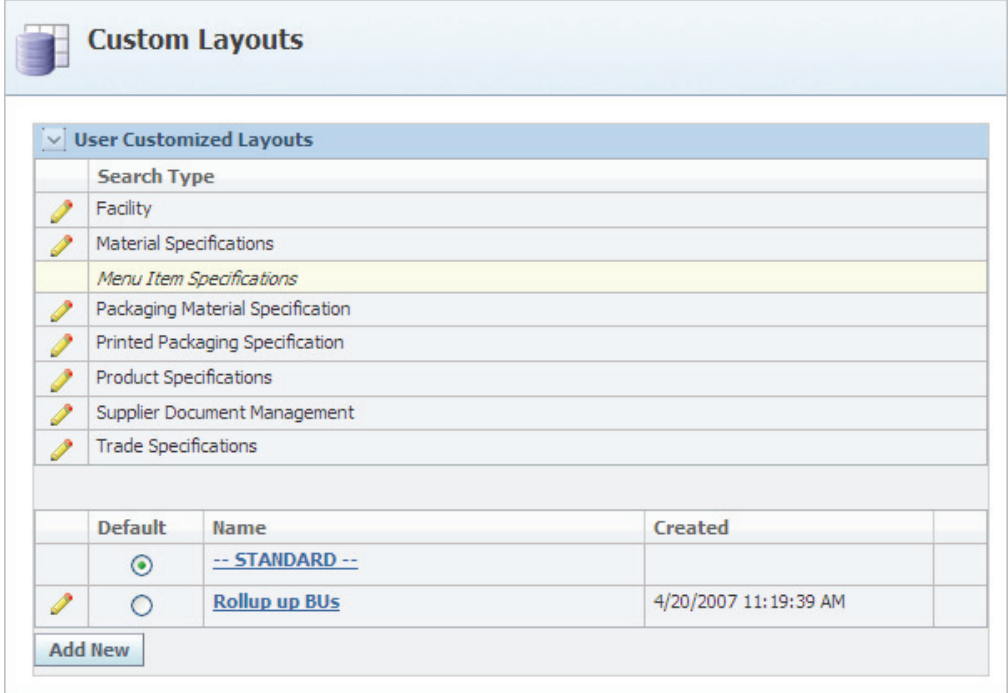 Custom Layouts
User Customized Layouts
Search Type
Facility
Material Specifications
Menu Item Specifications
Packaging Material Specification
Printed Packaging Specification
Product Specifications
Supplier Document Management
Trade Specifications
Default Name Created
-- STANDARD --
Rollup up BUs 4/20/2007 11:19:39 AM
Add New